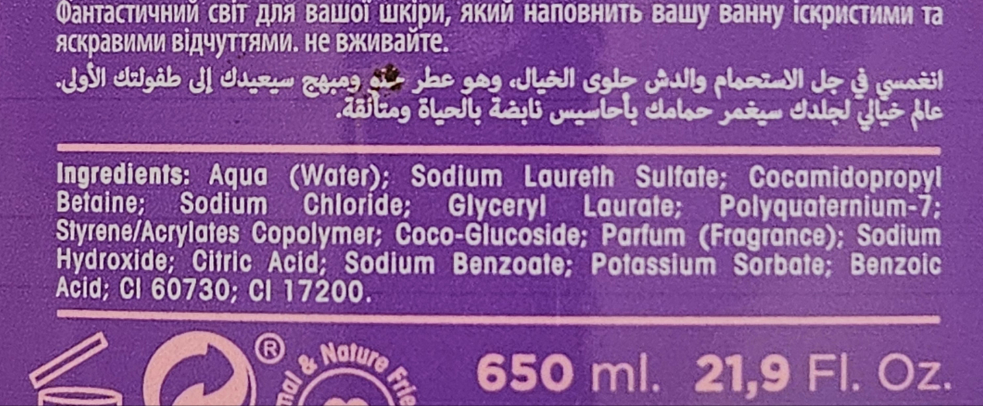 Фантастичний світ для вашої шкіри, який наповнить вашу ванну іскристими та
яскравими відчуттями. не вживайте.
انغمسي في جل الاستحمام والدش حلوى الخيال، وهو عطر حلو ومبهج سيعيدك إلى طفولتك الأولى.
عالم خيالي لجلدك سيغمر حمامك بأحاسيس نابضة بالحياة ومتألقة.
Ingredients: Aqua (Water); Sodium Laureth Sulfate; Cocamidopropyl
Betaine; Sodium Chloride; Glyceryl Laurate; Polyquaternium-7;
Styrene/Acrylates Copolymer; Coco-Glucoside; Parfum (Fragrance); Sodium
Hydroxide; Citric Acid; Sodium Benzoate; Potassium Sorbate; Benzoic
Acid; CI 60730; CI 17200.
®
& Nature
650 ml. 21,9 Fl. Oz.